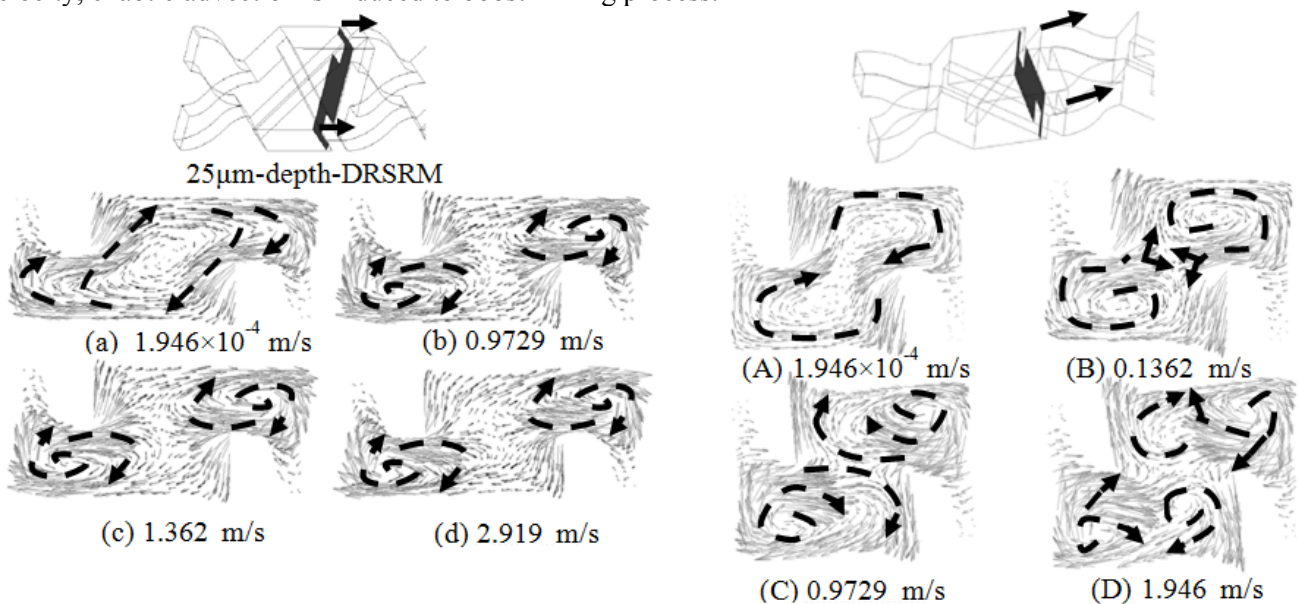 25μm-depth-DRSRM
(a) 1.946×10⁻⁴ m/s
(b) 0.9729 m/s
(A) 1.946×10⁻⁴ m/s
(B) 0.1362 m/s
(c) 1.362 m/s
(d) 2.919 m/s
(C) 0.9729 m/s
(D) 1.946 m/s